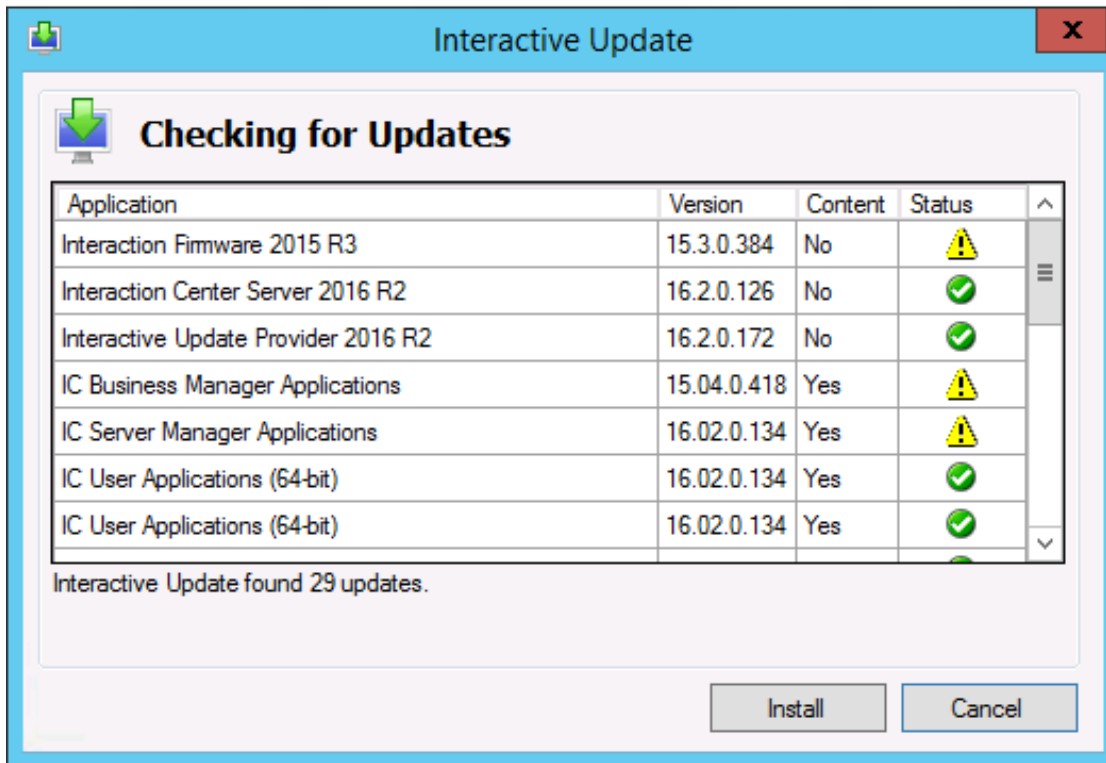 Interactive Update
x
Checking for Updates
Application Version Content Status
Interaction Firmware 2015 R3 15.3.0.384 No
Interaction Center Server 2016 R2 16.2.0.126 No
Interactive Update Provider 2016 R2 16.2.0.172 No
IC Business Manager Applications 15.04.0.418 Yes
IC Server Manager Applications 16.02.0.134 Yes
IC User Applications (64-bit) 16.02.0.134 Yes
IC User Applications (64-bit) 16.02.0.134 Yes
Interactive Update found 29 updates.
Install Cancel